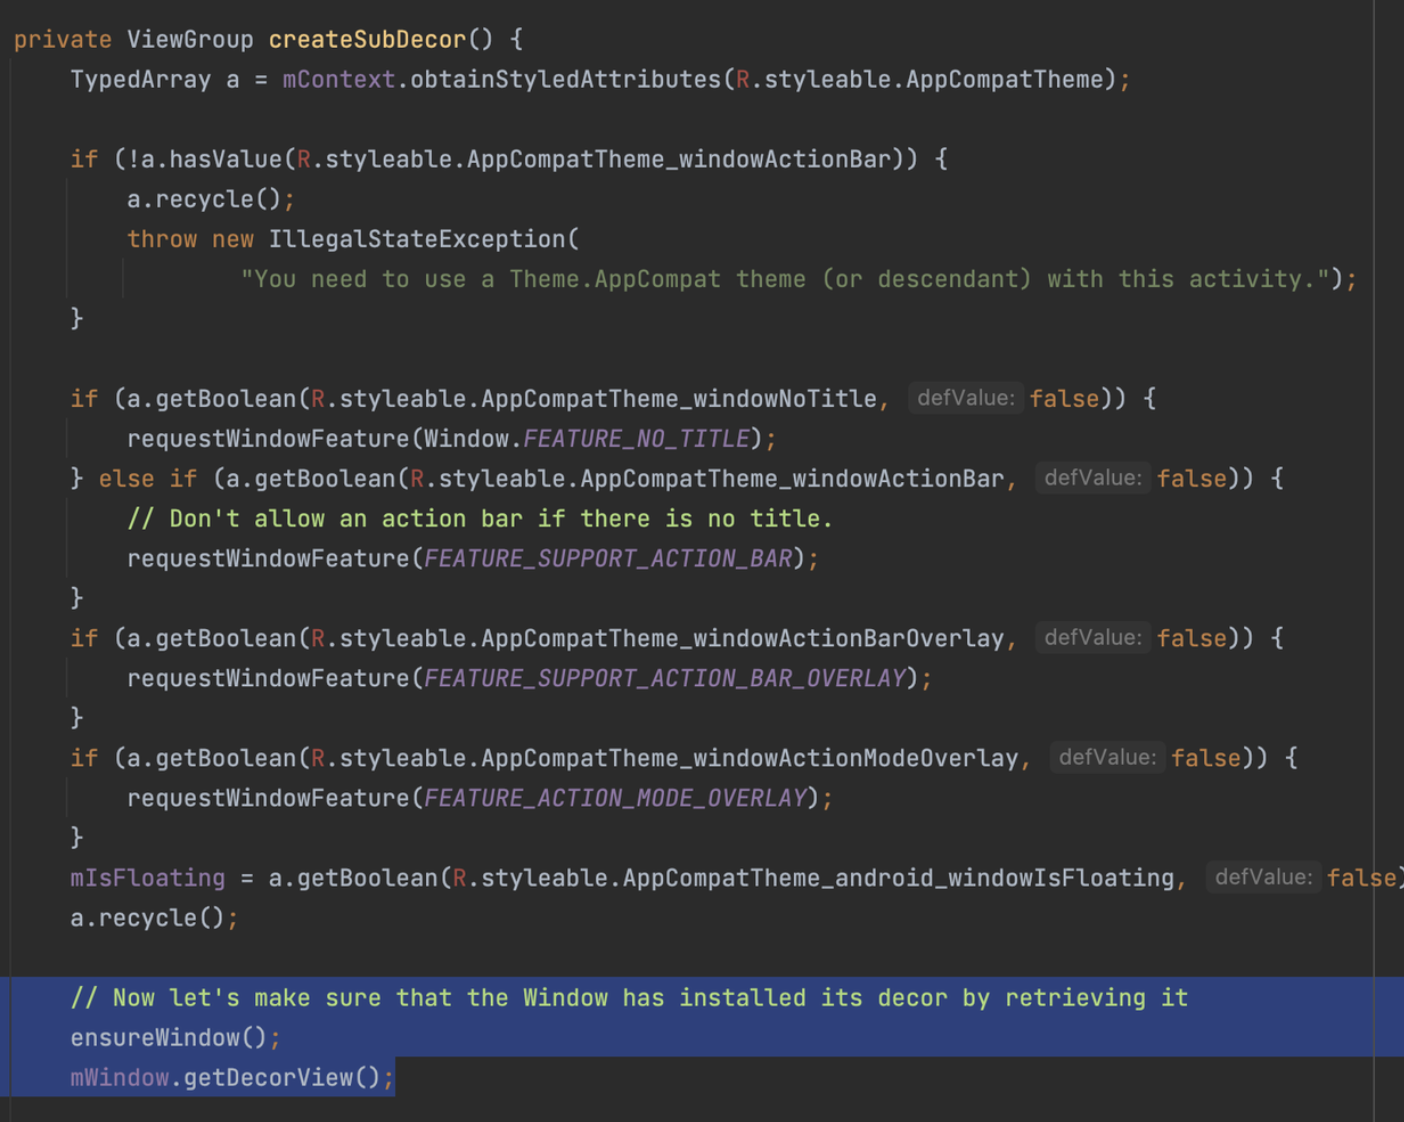 private ViewGroup createSubDecor() {
TypedArray a = mContext.obtainStyledAttributes(R.styleable.AppCompatTheme);
if (!a.hasValue(R.styleable.AppCompatTheme_windowActionBar)) {
a.recycle();
throw new IllegalStateException(
"You need to use a Theme.AppCompat theme (or descendant) with this activity.");
}
if (a.getBoolean(R.styleable.AppCompatTheme_windowNoTitle, defValue: false)) {
requestWindowFeature(Window.FEATURE_NO_TITLE);
} else if (a.getBoolean(R.styleable.AppCompatTheme_windowActionBar, defValue: false)) {
// Don't allow an action bar if there is no title.
requestWindowFeature(FEATURE_SUPPORT_ACTION_BAR);
}
if (a.getBoolean(R.styleable.AppCompatTheme_windowActionBarOverlay, defValue: false)) {
requestWindowFeature(FEATURE_SUPPORT_ACTION_BAR_OVERLAY);
}
if (a.getBoolean(R.styleable.AppCompatTheme_windowActionModeOverlay, defValue: false)) {
requestWindowFeature(FEATURE_ACTION_MODE_OVERLAY);
}
mIsFloating = a.getBoolean(R.styleable.AppCompatTheme_android_windowIsFloating, defValue: false)
a.recycle();
// Now let's make sure that the Window has installed its decor by retrieving it
ensureWindow();
mWindow.getDecorView();